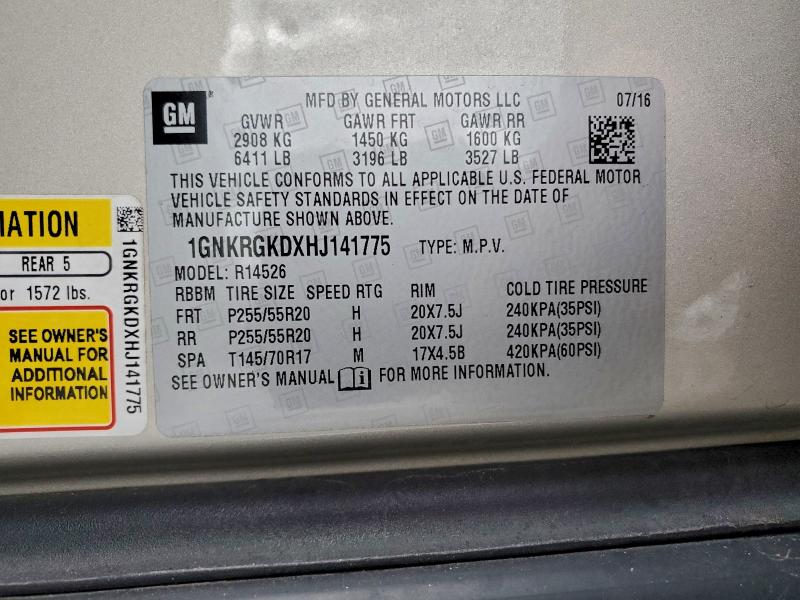 GM
MFD BY GENERAL MOTORS LLC 07/16
GVWR GAWR FRT GAWR RR
2908 KG 1450 KG 1600 KG
6411 LB 3196 LB 3527 LB
THIS VEHICLE CONFORMS TO ALL APPLICABLE U.S. FEDERAL MOTOR
VEHICLE SAFETY STANDARDS IN EFFECT ON THE DATE OF
MANUFACTURE SHOWN ABOVE.
1GNKRGKDXHJ141775 TYPE: M.P.V.
MODEL: R14526
RBBM TIRE SIZE SPEED RTG RIM COLD TIRE PRESSURE
FRT P255/55R20 H 20X7.5J 240KPA(35PSI)
RR P255/55R20 H 20X7.5J 240KPA(35PSI)
SPA T145/70R17 M 17X4.5B 420KPA(60PSI)
SEE OWNER'S MANUAL FOR MORE INFORMATION.
REAR 5
or 1572 lbs.
SEE OWNER'S
MANUAL FOR
ADDITIONAL
INFORMATION
1GNKRGKDXHJ141775